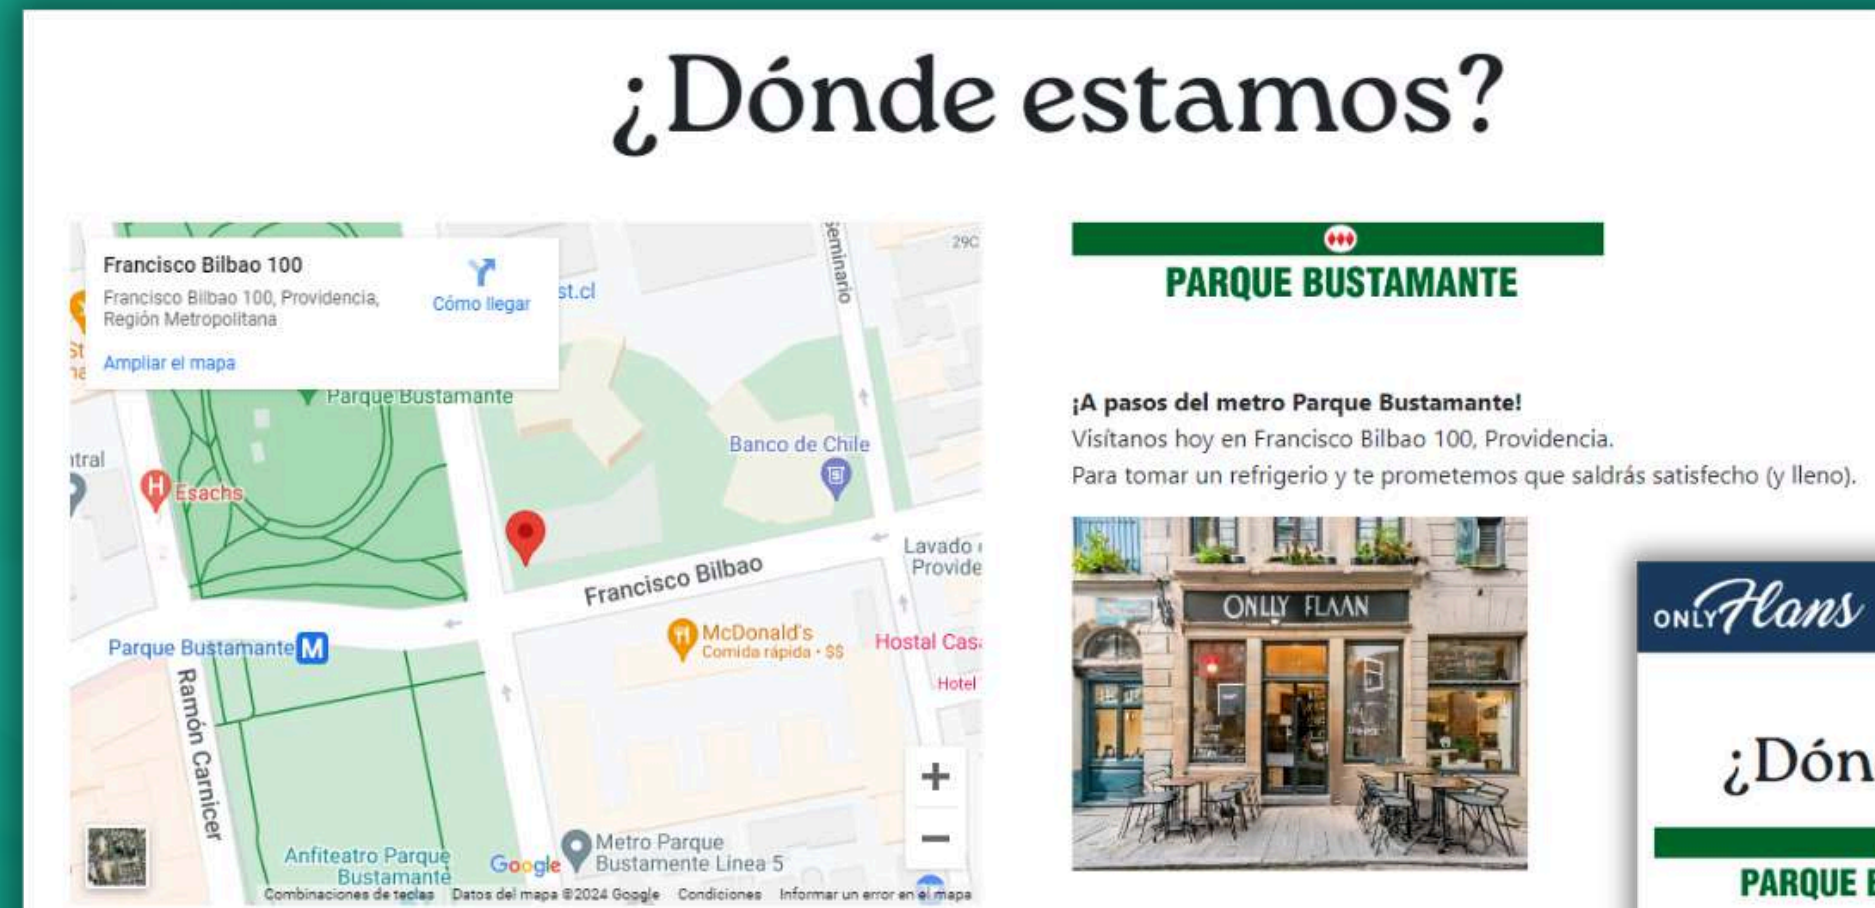 ¿Dónde estamos?
Francisco Bilbao 100
Francisco Bilbao 100, Providencia,
Región Metropolitana
Cómo llegar
Ampliar el mapa
st.cl
Seminario
29C
Parque Bustamante
Banco de Chile
ntral
Esachs
Francisco Bilbao
Lavado
Provide
McDonald's
Comida rápida · $$
Hostal Cas
Hotel
Parque Bustamante M
Ramón Carnicer
Anfiteatro Parque
Bustamante
Google
Metro Parque
Bustamente Línea 5
+
−
Combinaciones de teclas Datos del mapa ©2024 Google Condiciones Informar un error en el mapa
PARQUE BUSTAMANTE
¡A pasos del metro Parque Bustamante!
Visítanos hoy en Francisco Bilbao 100, Providencia.
Para tomar un refrigerio y te prometemos que saldrás satisfecho (y lleno).
ONLLY FLAAN
ONLY Flans
¿Dón
PARQUE B